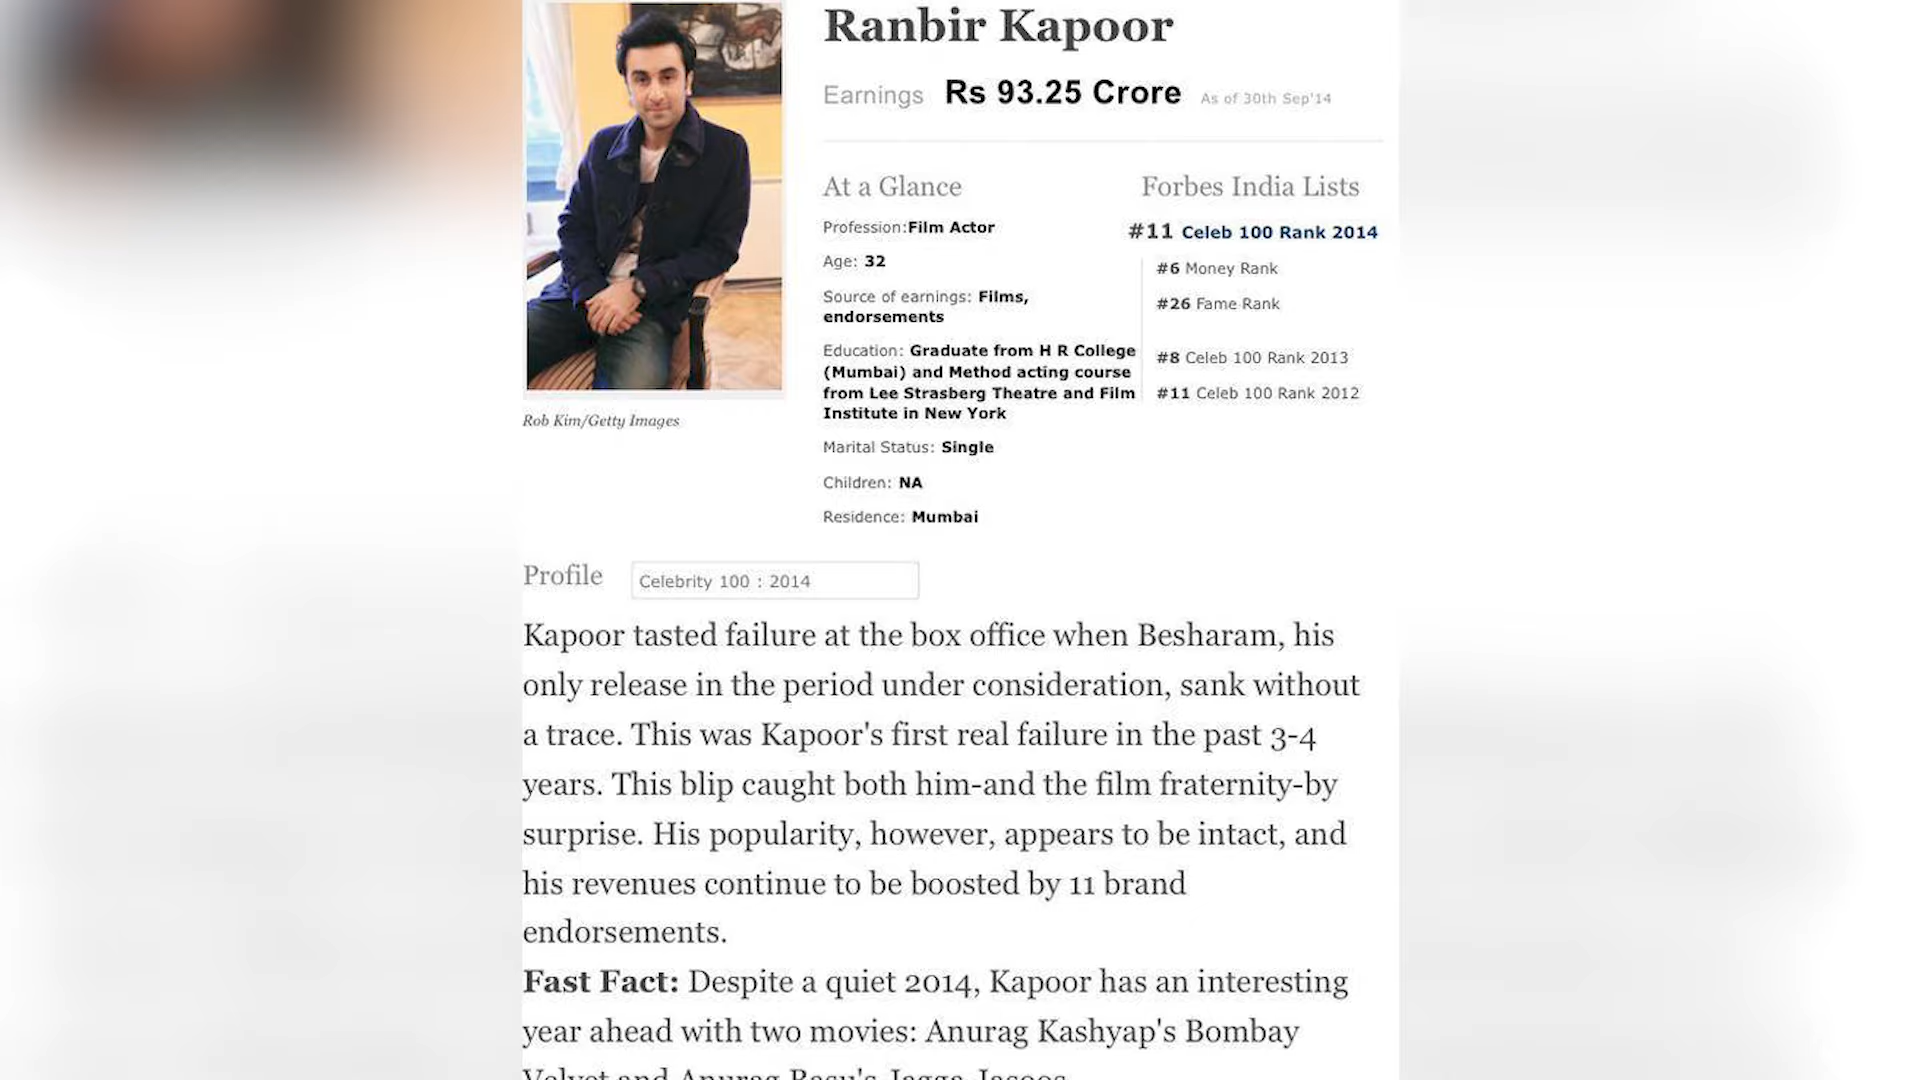 Ranbir Kapoor
Earnings Rs 93.25 Crore As of 30th Sep'14
At a Glance
Profession:Film Actor
Age: 32
Source of earnings: Films,
endorsements
Education: Graduate from H R College
(Mumbai) and Method acting course
from Lee Strasberg Theatre and Film
Institute in New York
Marital Status: Single
Children: NA
Residence: Mumbai
Forbes India Lists
#11 Celeb 100 Rank 2014
#6 Money Rank
#26 Fame Rank
#8 Celeb 100 Rank 2013
#11 Celeb 100 Rank 2012
Rob Kim/Getty Images
Profile Celebrity 100 : 2014
Kapoor tasted failure at the box office when Besharam, his
only release in the period under consideration, sank without
a trace. This was Kapoor's first real failure in the past 3-4
years. This blip caught both him-and the film fraternity-by
surprise. His popularity, however, appears to be intact, and
his revenues continue to be boosted by 11 brand
endorsements.
Fast Fact: Despite a quiet 2014, Kapoor has an interesting
year ahead with two movies: Anurag Kashyap's Bombay
Velvet and Anurag Basu's Jagga Jasoos